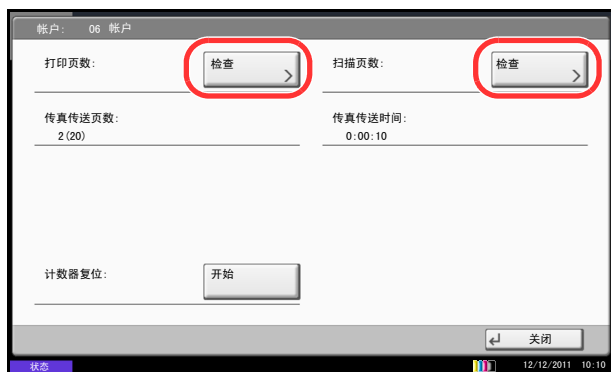 帐户: 06 帐户
打印页数: 检查
扫描页数: 检查
传真传送页数:
2(20)
传真传送时间:
0:00:10
计数器复位: 开始
关闭
状态 12/12/2011 10:10